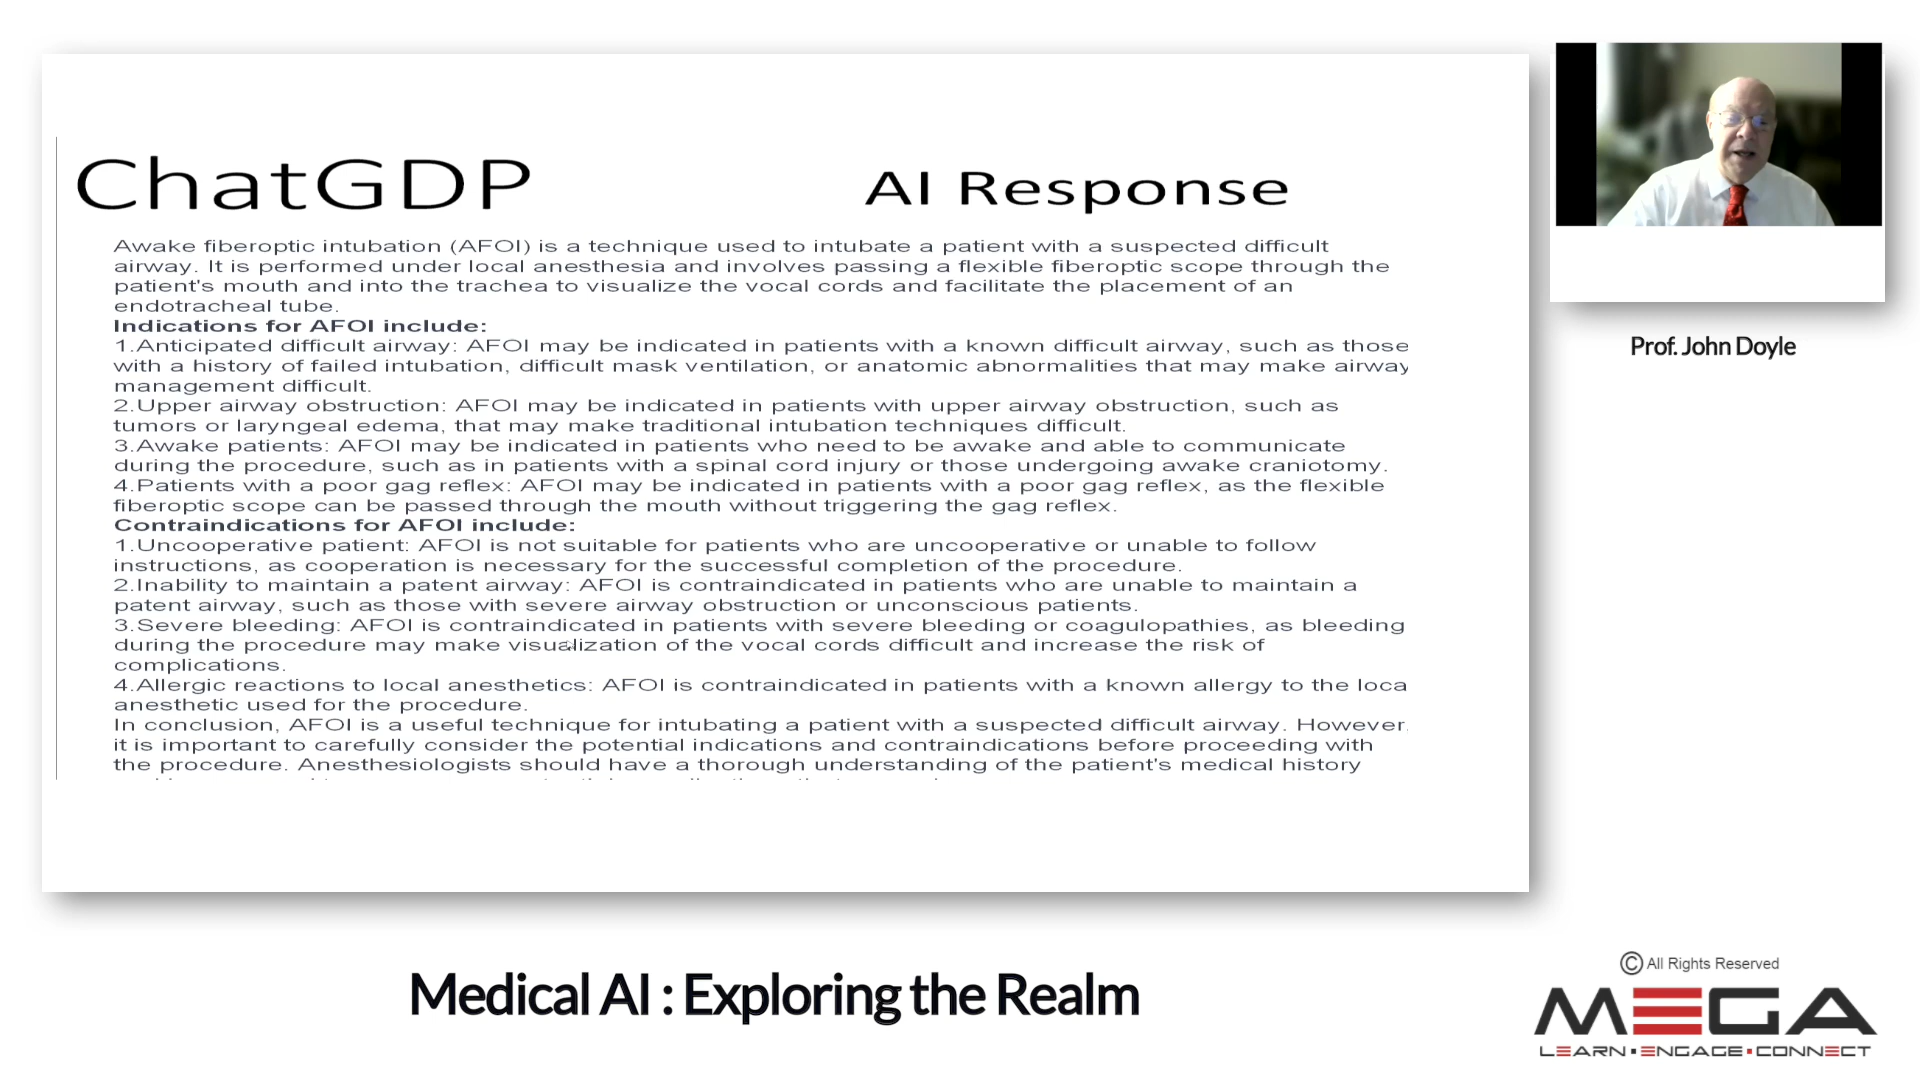 ChatGDP
AI Response
Awake fiberoptic intubation (AFOI) is a technique used to intubate a patient with a suspected difficult
airway. It is performed under local anesthesia and involves passing a flexible fiberoptic scope through the
patient's mouth and into the trachea to visualize the vocal cords and facilitate the placement of an
endotracheal tube.
Indications for AFOI include:
1.Anticipated difficult airway: AFOI may be indicated in patients with a known difficult airway, such as those
with a history of failed intubation, difficult mask ventilation, or anatomic abnormalities that may make airway
management difficult.
2.Upper airway obstruction: AFOI may be indicated in patients with upper airway obstruction, such as
tumors or laryngeal edema, that may make traditional intubation techniques difficult.
3.Awake patients: AFOI may be indicated in patients who need to be awake and able to communicate
during the procedure, such as in patients with a spinal cord injury or those undergoing awake craniotomy.
4.Patients with a poor gag reflex: AFOI may be indicated in patients with a poor gag reflex, as the flexible
fiberoptic scope can be passed through the mouth without triggering the gag reflex.
Contraindications for AFOI include:
1.Uncooperative patient: AFOI is not suitable for patients who are uncooperative or unable to follow
instructions, as cooperation is necessary for the successful completion of the procedure.
2.Inability to maintain a patent airway: AFOI is contraindicated in patients who are unable to maintain a
patent airway, such as those with severe airway obstruction or unconscious patients.
3.Severe bleeding: AFOI is contraindicated in patients with severe bleeding or coagulopathies, as bleeding
during the procedure may make visualization of the vocal cords difficult and increase the risk of
complications.
4.Allergic reactions to local anesthetics: AFOI is contraindicated in patients with a known allergy to the loca
anesthetic used for the procedure.
In conclusion, AFOI is a useful technique for intubating a patient with a suspected difficult airway. However,
it is important to carefully consider the potential indications and contraindications before proceeding with
the procedure. Anesthesiologists should have a thorough understanding of the patient's medical history
Prof. John Doyle
Medical AI : Exploring the Realm
© All Rights Reserved
MEGA
LEARN▪ENGAGE▪CONNECT